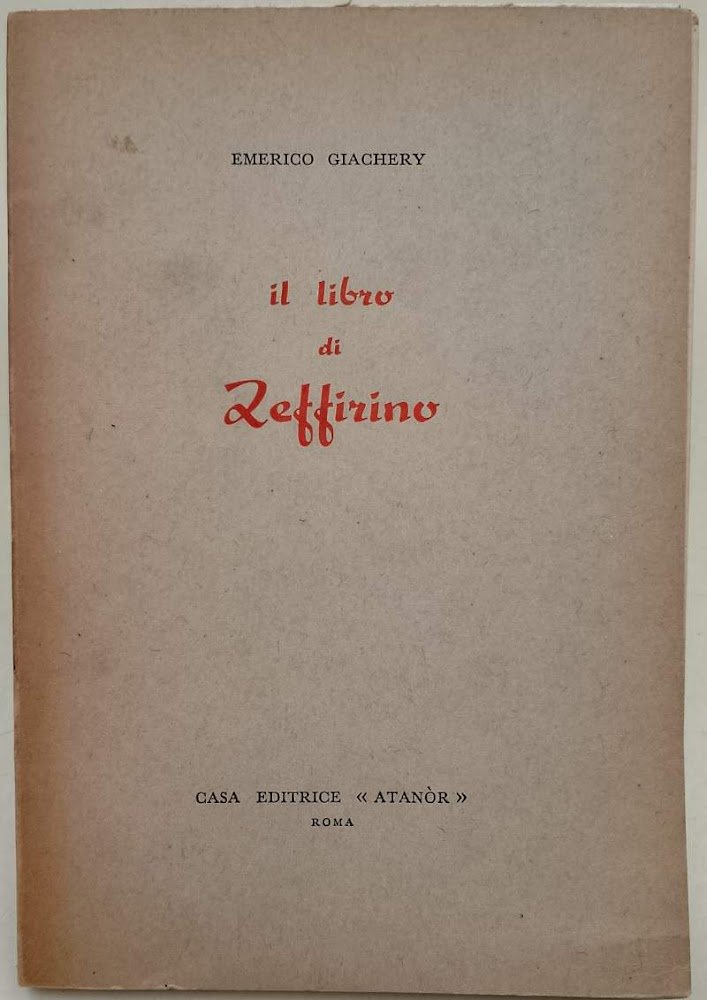 EMERICO GIACHERY
il libro
di
Zeffirino
CASA EDITRICE « ATANÒR »
ROMA